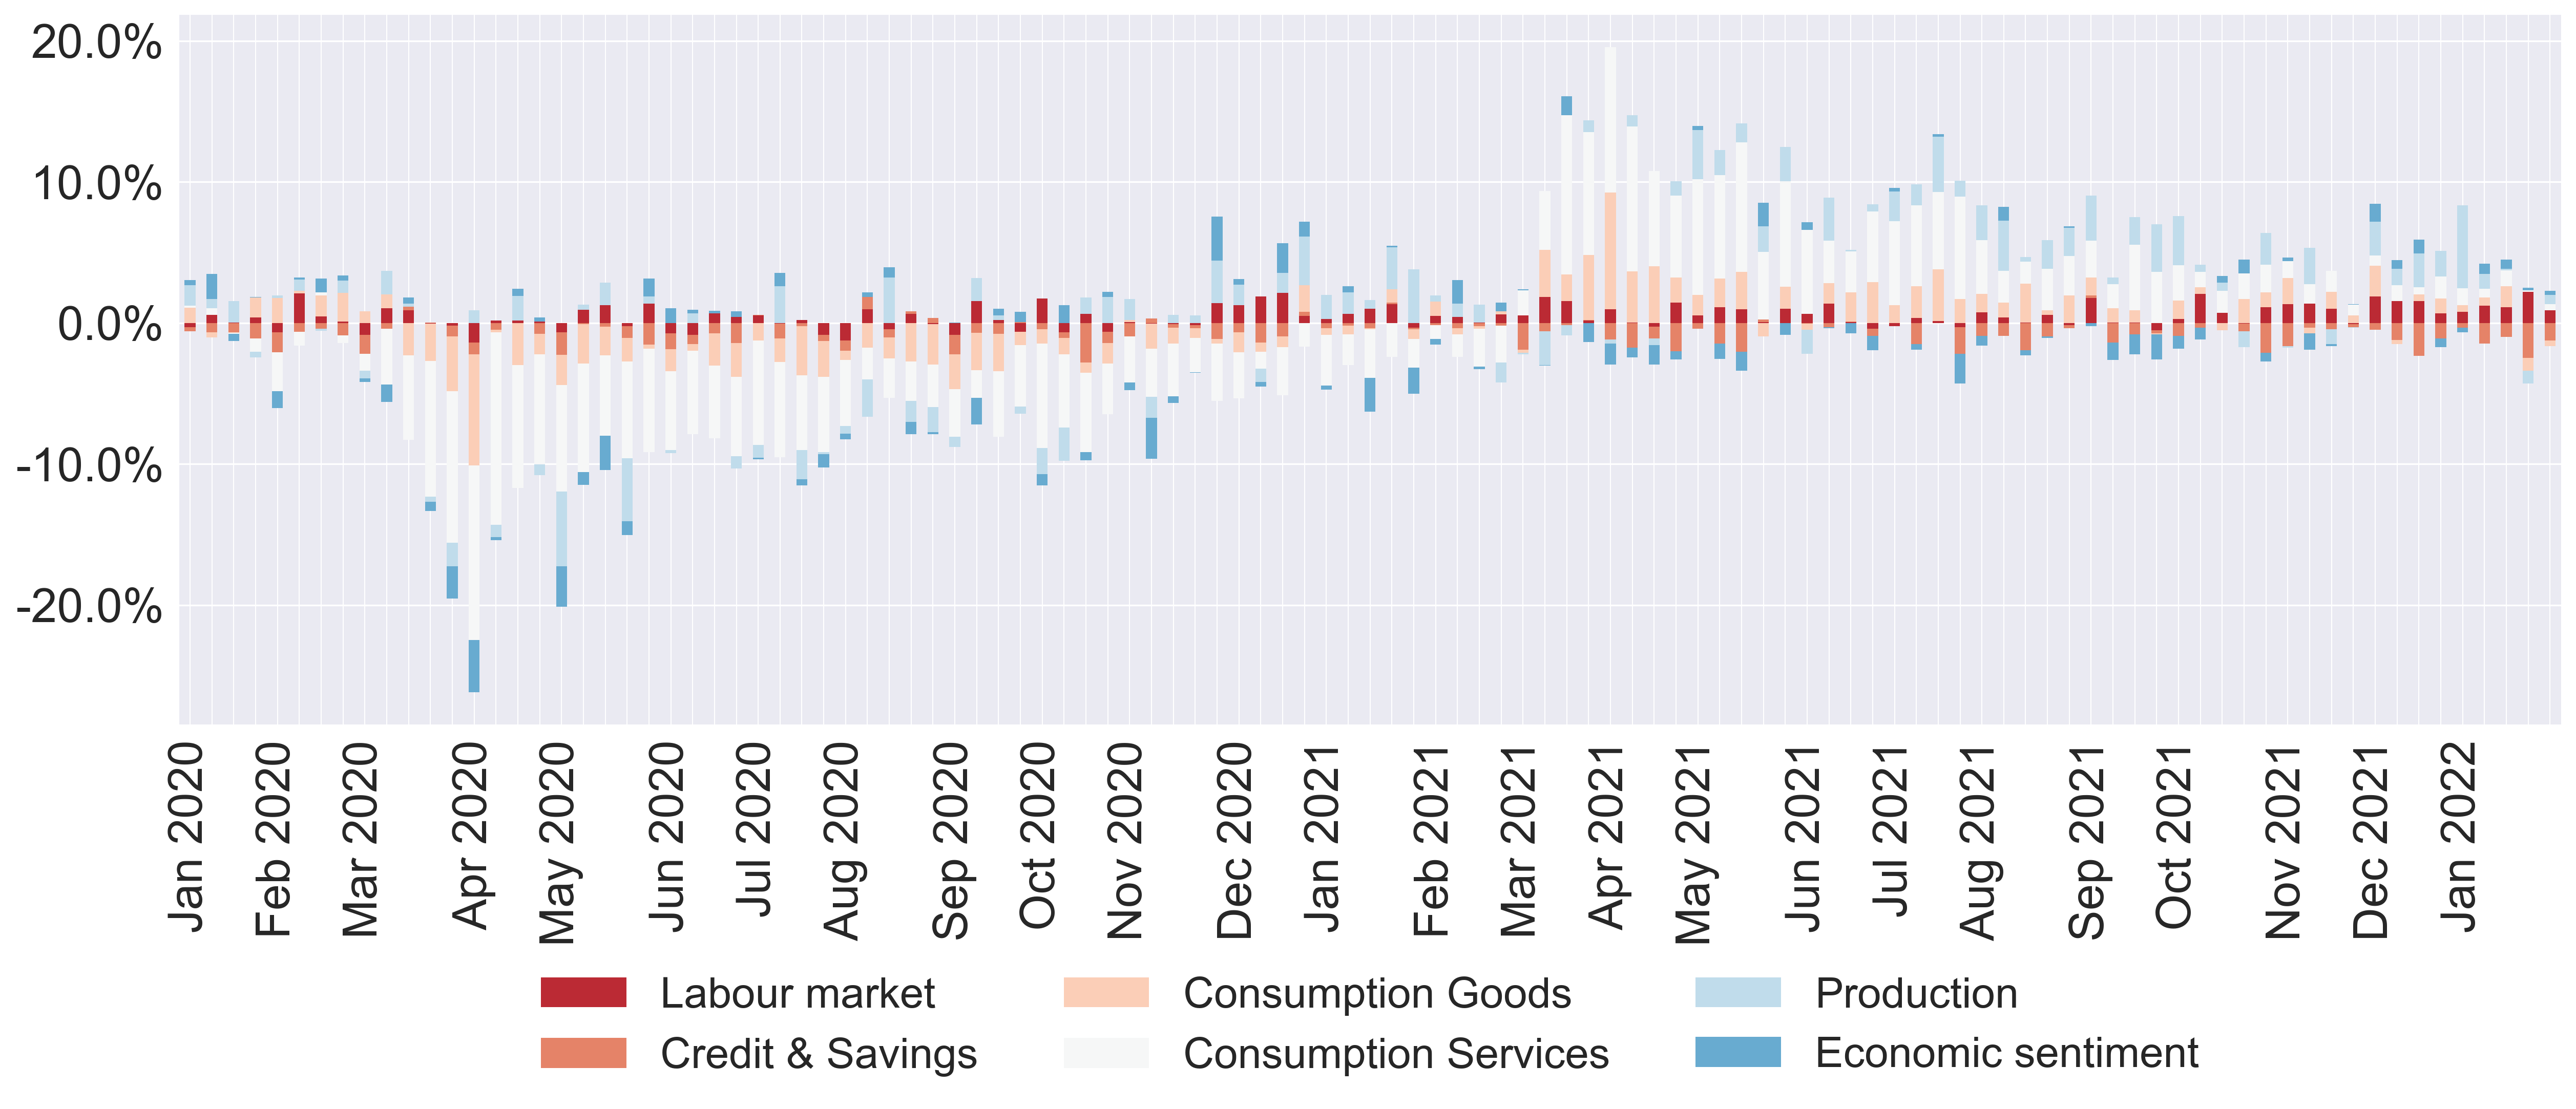 20.0%
10.0%
0.0%
-10.0%
-20.0%
Jan 2020
Feb 2020
Mar 2020
Apr 2020
May 2020
Jun 2020
Jul 2020
Aug 2020
Sep 2020
Oct 2020
Nov 2020
Dec 2020
Jan 2021
Feb 2021
Mar 2021
Apr 2021
May 2021
Jun 2021
Jul 2021
Aug 2021
Sep 2021
Oct 2021
Nov 2021
Dec 2021
Jan 2022
Labour market
Consumption Goods
Production
Credit & Savings
Consumption Services
Economic sentiment